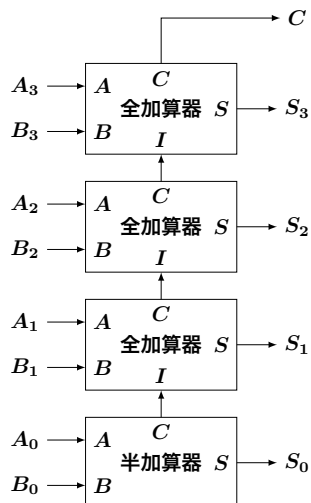 C
A₃ A C
全加算器 S S₃
B₃ B
I
A₂ A C
全加算器 S S₂
B₂ B
I
A₁ A C
全加算器 S S₁
B₁ B
I
A₀ A C
半加算器 S S₀
B₀ B